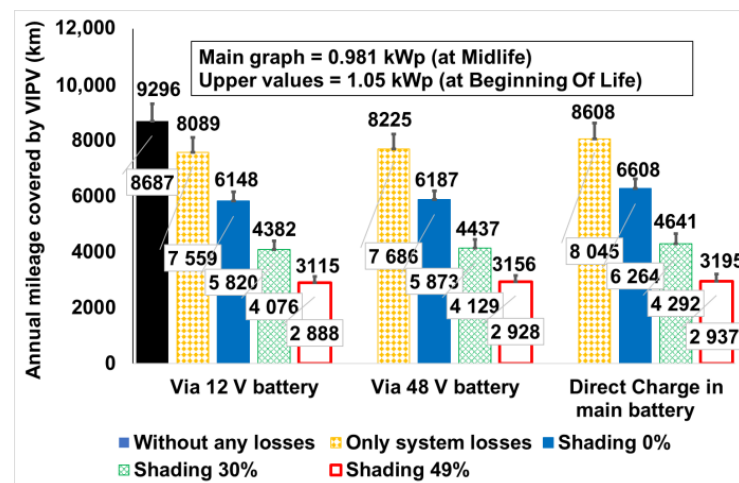 Annual mileage covered by VIPV (km)
12,000
10,000
8000
6000
4000
2000
0
Main graph = 0.981 kWp (at Midlife)
Upper values = 1.05 kWp (at Beginning Of Life)
9296
8089
6148
4382
3115
8687
7 559
5 820
4 076
2 888
8225
6187
4437
3156
7 686
5 873
4 129
2 928
8608
6608
4641
3195
8 045
6 264
4 292
2 937
Via 12 V battery
Via 48 V battery
Direct Charge in
main battery
Without any losses
Only system losses
Shading 0%
Shading 30%
Shading 49%